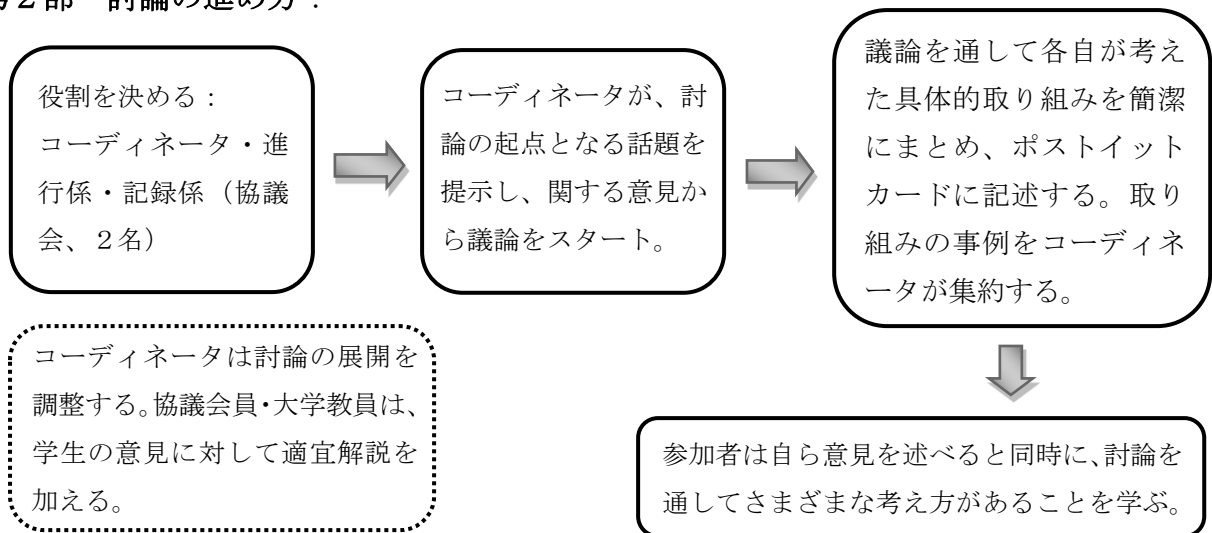 第２部 討論の進め方：
役割を決める：
コーディネータ・進
行係・記録係（協議
会、２名）
コーディネータが、討
論の起点となる話題を
提示し、関する意見か
ら議論をスタート。
議論を通して各自が考え
た具体的取り組みを簡潔
にまとめ、ポストイット
カードに記述する。取り
組みの事例をコーディネ
ータが集約する。
コーディネータは討論の展開を
調整する。協議会員・大学教員は、
学生の意見に対して適宜解説を
加える。
参加者は自ら意見を述べると同時に、討論を
通してさまざまな考え方があることを学ぶ。